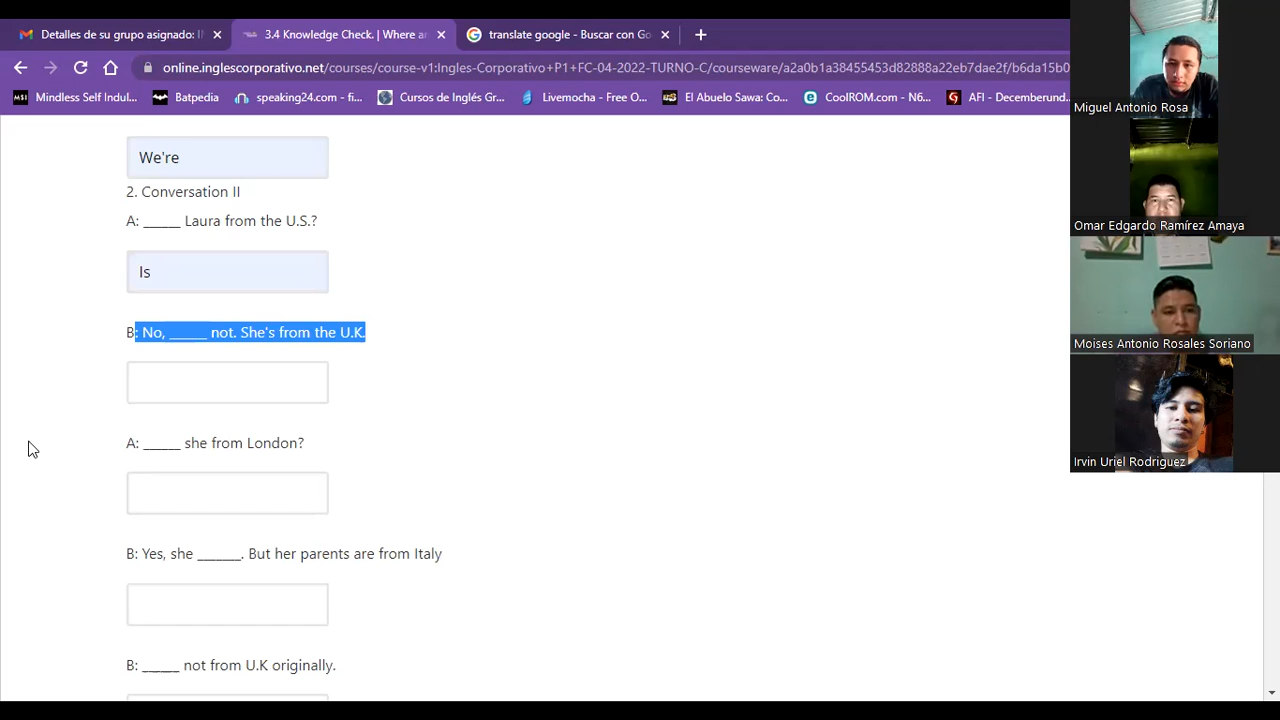 Detalles de su grupo asignado: II
3.4 Knowledge Check. | Where ar
translate google - Buscar con Go
online.inglescorporativo.net/courses/course-v1:Ingles-Corporativo+P1+FC-04-2022-TURNO-C/courseware/a2a0b1a38455453d82888a22eb7dae2f/b6da15b0
Mindless Self Indul...
Batpedia
speaking24.com - fi...
Cursos de Inglés Gr...
Livemocha - Free O...
El Abuelo Sawa: Co...
CoolROM.com - N6...
AFI - Decemberund...
We're
2. Conversation II
A: ______ Laura from the U.S.?
Is
B: No, ______ not. She's from the U.K.
A: ______ she from London?
B: Yes, she _______. But her parents are from Italy
B: ______ not from U.K originally.
Miguel Antonio Rosa
Omar Edgardo Ramírez Amaya
Moises Antonio Rosales Soriano
Irvin Uriel Rodriguez